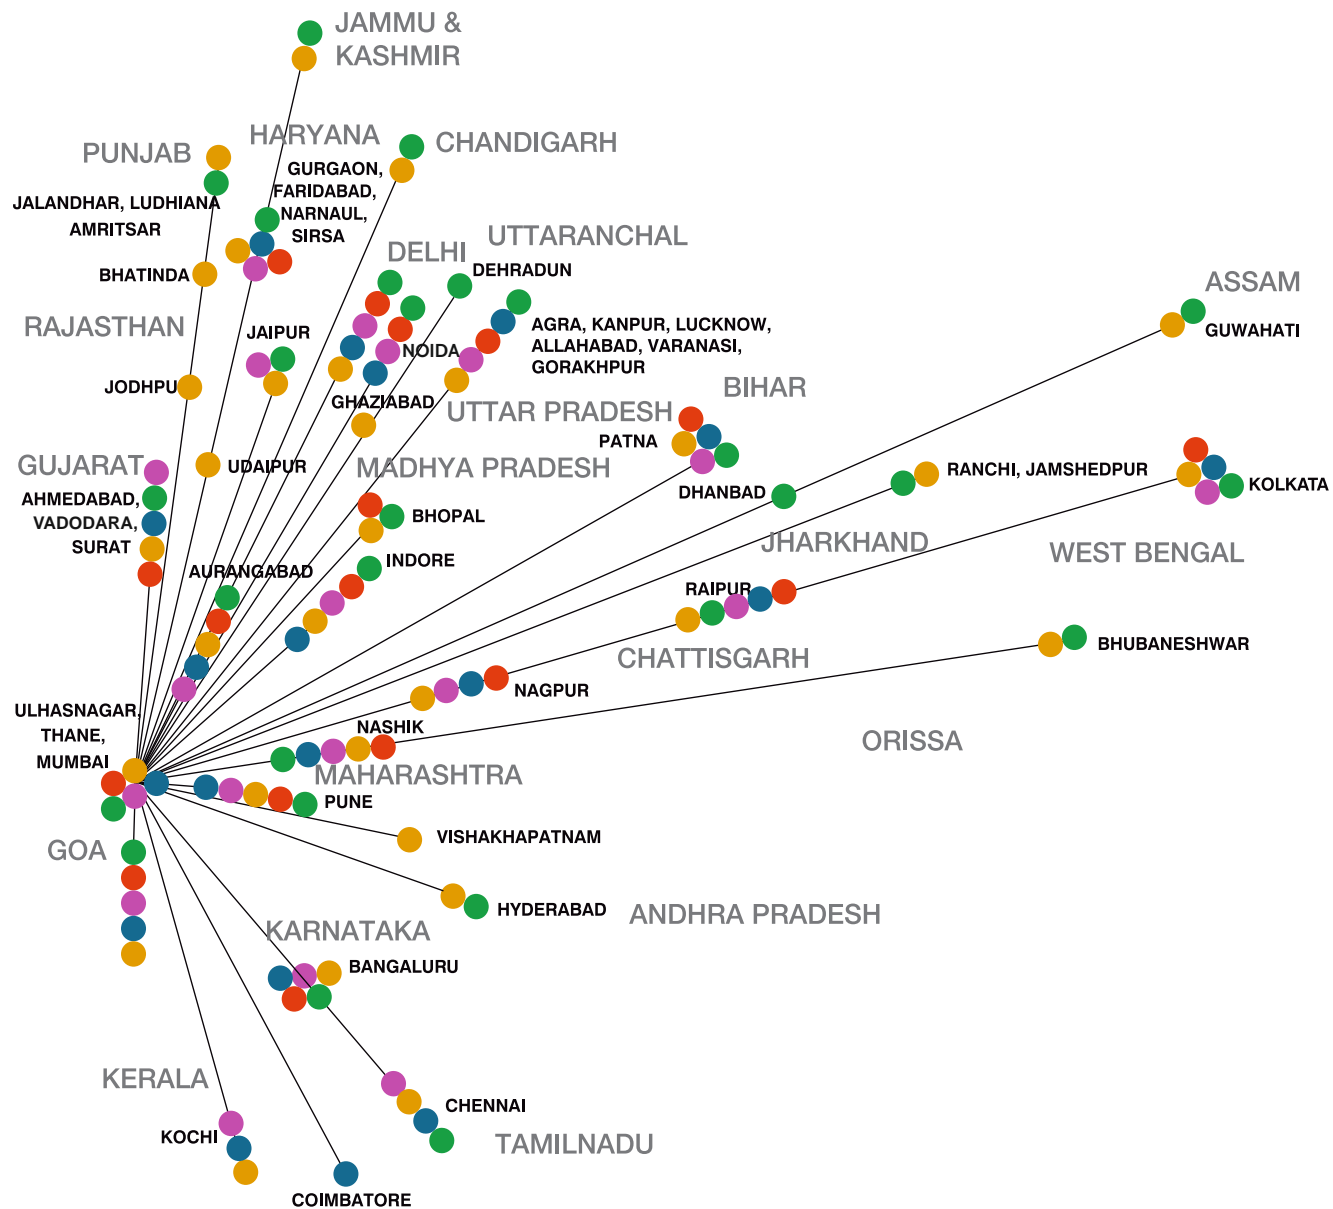 JAMMU &
KASHMIR
HARYANA
CHANDIGARH
PUNJAB
GURGAON,
FARIDABAD,
NARNAUL,
SIRSA
JALANDHAR, LUDHIANA
AMRITSAR
UTTARANCHAL
DELHI
DEHRADUN
BHATINDA
ASSAM
GUWAHATI
RAJASTHAN
JAIPUR
AGRA, KANPUR, LUCKNOW,
ALLAHABAD, VARANASI,
GORAKHPUR
NOIDA
JODHPU
GHAZIABAD
BIHAR
UTTAR PRADESH
PATNA
GUJARAT
UDAIPUR
MADHYA PRADESH
RANCHI, JAMSHEDPUR
KOLKATA
DHANBAD
AHMEDABAD,
VADODARA,
SURAT
BHOPAL
JHARKHAND
WEST BENGAL
INDORE
AURANGABAD
RAIPUR
BHUBANESHWAR
CHATTISGARH
NAGPUR
ULHASNAGAR,
THANE,
MUMBAI
NASHIK
ORISSA
MAHARASHTRA
PUNE
VISHAKHAPATNAM
GOA
HYDERABAD
ANDHRA PRADESH
KARNATAKA
BANGALURU
KERALA
CHENNAI
KOCHI
TAMILNADU
COIMBATORE